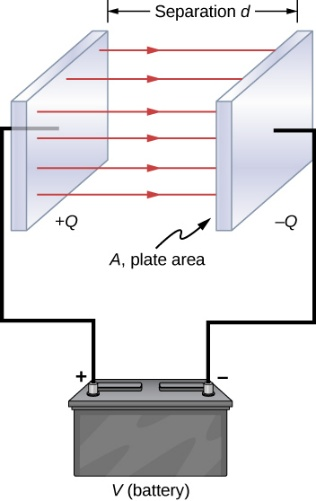 Separation d
+Q
–Q
A, plate area
+
–
V (battery)